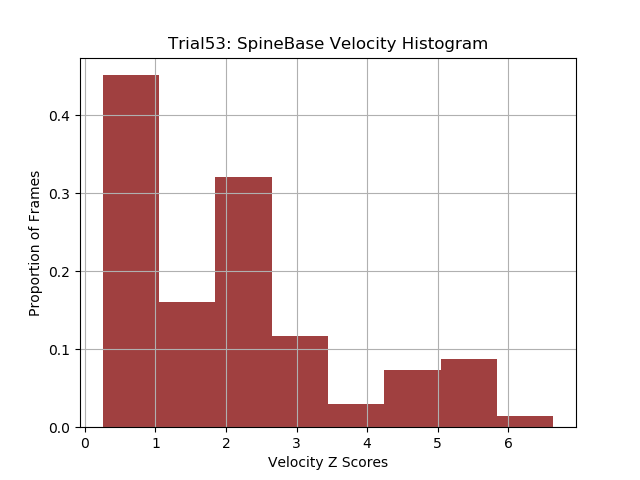 Trial53: SpineBase Velocity Histogram
Proportion of Frames
0.4
0.3
0.2
0.1
0.0
0 1 2 3 4 5 6
Velocity Z Scores